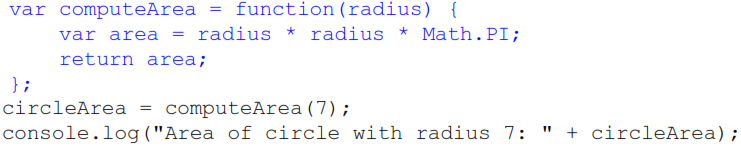 var computeArea = function(radius) {
    var area = radius * radius * Math.PI;
    return area;
};
circleArea = computeArea(7);
console.log("Area of circle with radius 7: " + circleArea);